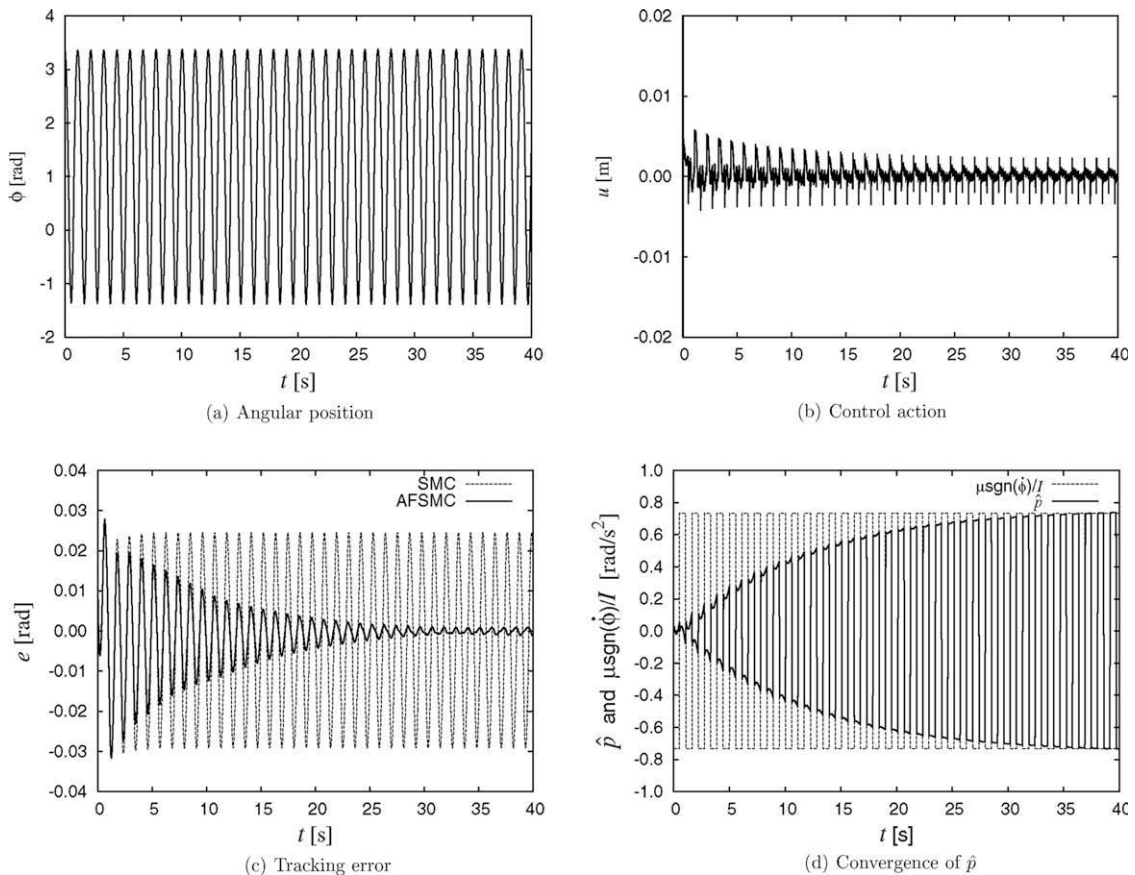 4
3
2
1
0
-1
-2
ϕ [rad]
0 5 10 15 20 25 30 35 40
t [s]
(a) Angular position
0.02
0.01
0.00
-0.01
-0.02
u [m]
0 5 10 15 20 25 30 35 40
t [s]
(b) Control action
0.04
0.03
0.02
0.01
0.00
-0.01
-0.02
-0.03
-0.04
e [rad]
SMC
AFSMC
0 5 10 15 20 25 30 35 40
t [s]
(c) Tracking error
1.0
0.8
0.6
0.4
0.2
0.0
-0.2
-0.4
-0.6
-0.8
-1.0
p̂ and μsgn(ϕ̇)/I [rad/s²]
μsgn(ϕ̇)/I
p̂
0 5 10 15 20 25 30 35 40
t [s]
(d) Convergence of p̂